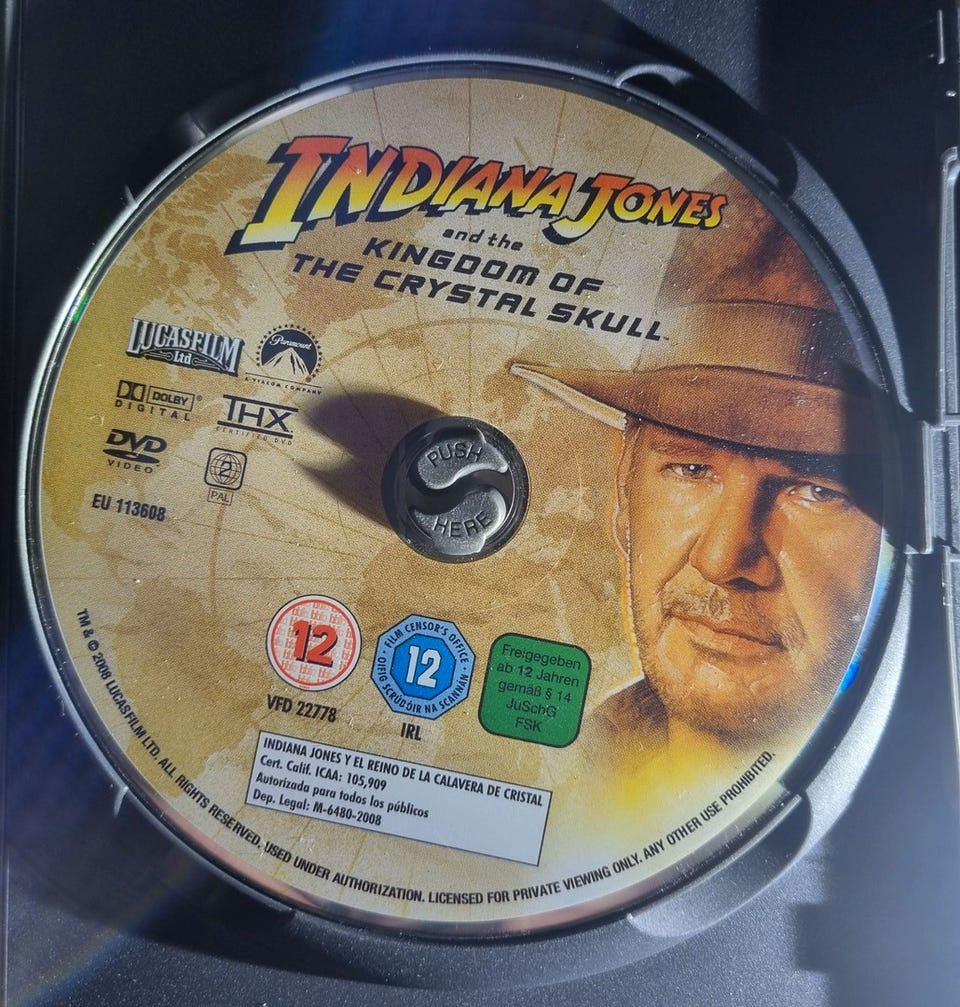 INDIANA JONES
and the
KINGDOM OF
THE CRYSTAL SKULL™
LUCASFILM
Ltd
Paramount
A VIACOM COMPANY
DOLBY®
DIGITAL
THX
CERTIFIED DVD
DVD
VIDEO
2
PAL
EU 113608
PUSH
HERE
12
VFD 22778
FILM CENSOR'S OFFICE
12
OIFIG SCRÚDÓIR NA SCANNÁN
IRL
Freigegeben
ab 12 Jahren
gemäß § 14
JuSchG
FSK
INDIANA JONES Y EL REINO DE LA CALAVERA DE CRISTAL
Cert. Calif. ICAA: 105,909
Autorizada para todos los públicos
Dep. Legal: M-6480-2008
TM & © 2008 LUCASFILM LTD. ALL RIGHTS RESERVED, USED UNDER AUTHORIZATION. LICENSED FOR PRIVATE VIEWING ONLY. ANY OTHER USE PROHIBITED.